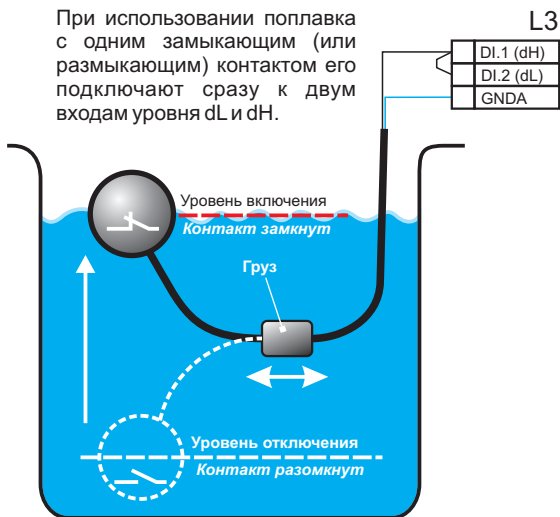 При использовании поплавка
с одним замыкающим (или
размыкающим) контактом его
подключают сразу к двум
входам уровня dL и dH.
L3
DI.1 (dH)
DI.2 (dL)
GNDA
Уровень включения
Контакт замкнут
Груз
Уровень отключения
Контакт разомкнут